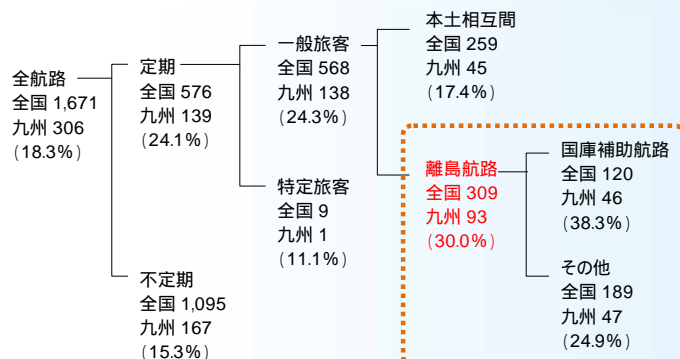 全航路
全国 1,671
九州 306
(18.3%)
定期
全国 576
九州 139
(24.1%)
不定期
全国 1,095
九州 167
(15.3%)
一般旅客
全国 568
九州 138
(24.3%)
特定旅客
全国 9
九州 1
(11.1%)
本土相互間
全国 259
九州 45
(17.4%)
離島航路
全国 309
九州 93
(30.0%)
国庫補助航路
全国 120
九州 46
(38.3%)
その他
全国 189
九州 47
(24.9%)